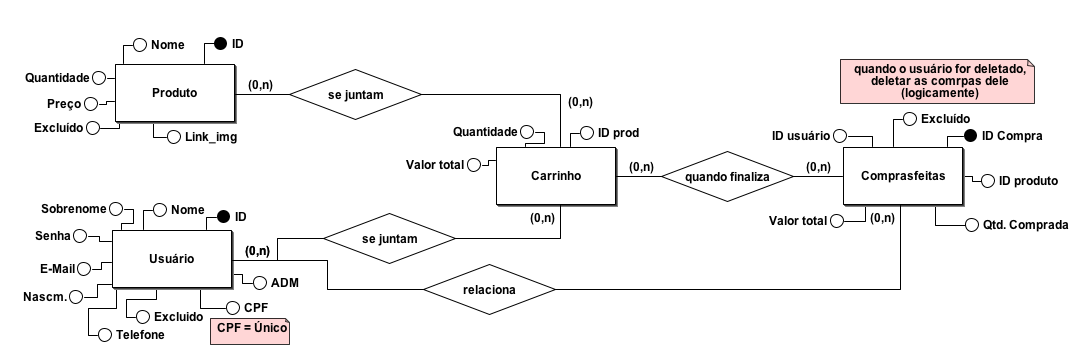 Nome
ID
Quantidade
Preço
Excluído
Link_img
Produto
(0,n)
se juntam
(0,n)
quando o usuário for deletado,
deletar as comrpas dele
(logicamente)
Quantidade
ID prod
Valor total
Carrinho
(0,n)
(0,n)
quando finaliza
(0,n)
ID usuário
Excluído
ID Compra
Comprasfeitas
ID produto
Valor total
(0,n)
Qtd. Comprada
Sobrenome
Nome
ID
Senha
E-Mail
Nascm.
Usuário
(0,n)
se juntam
ADM
relaciona
CPF
Excluido
Telefone
CPF = Único